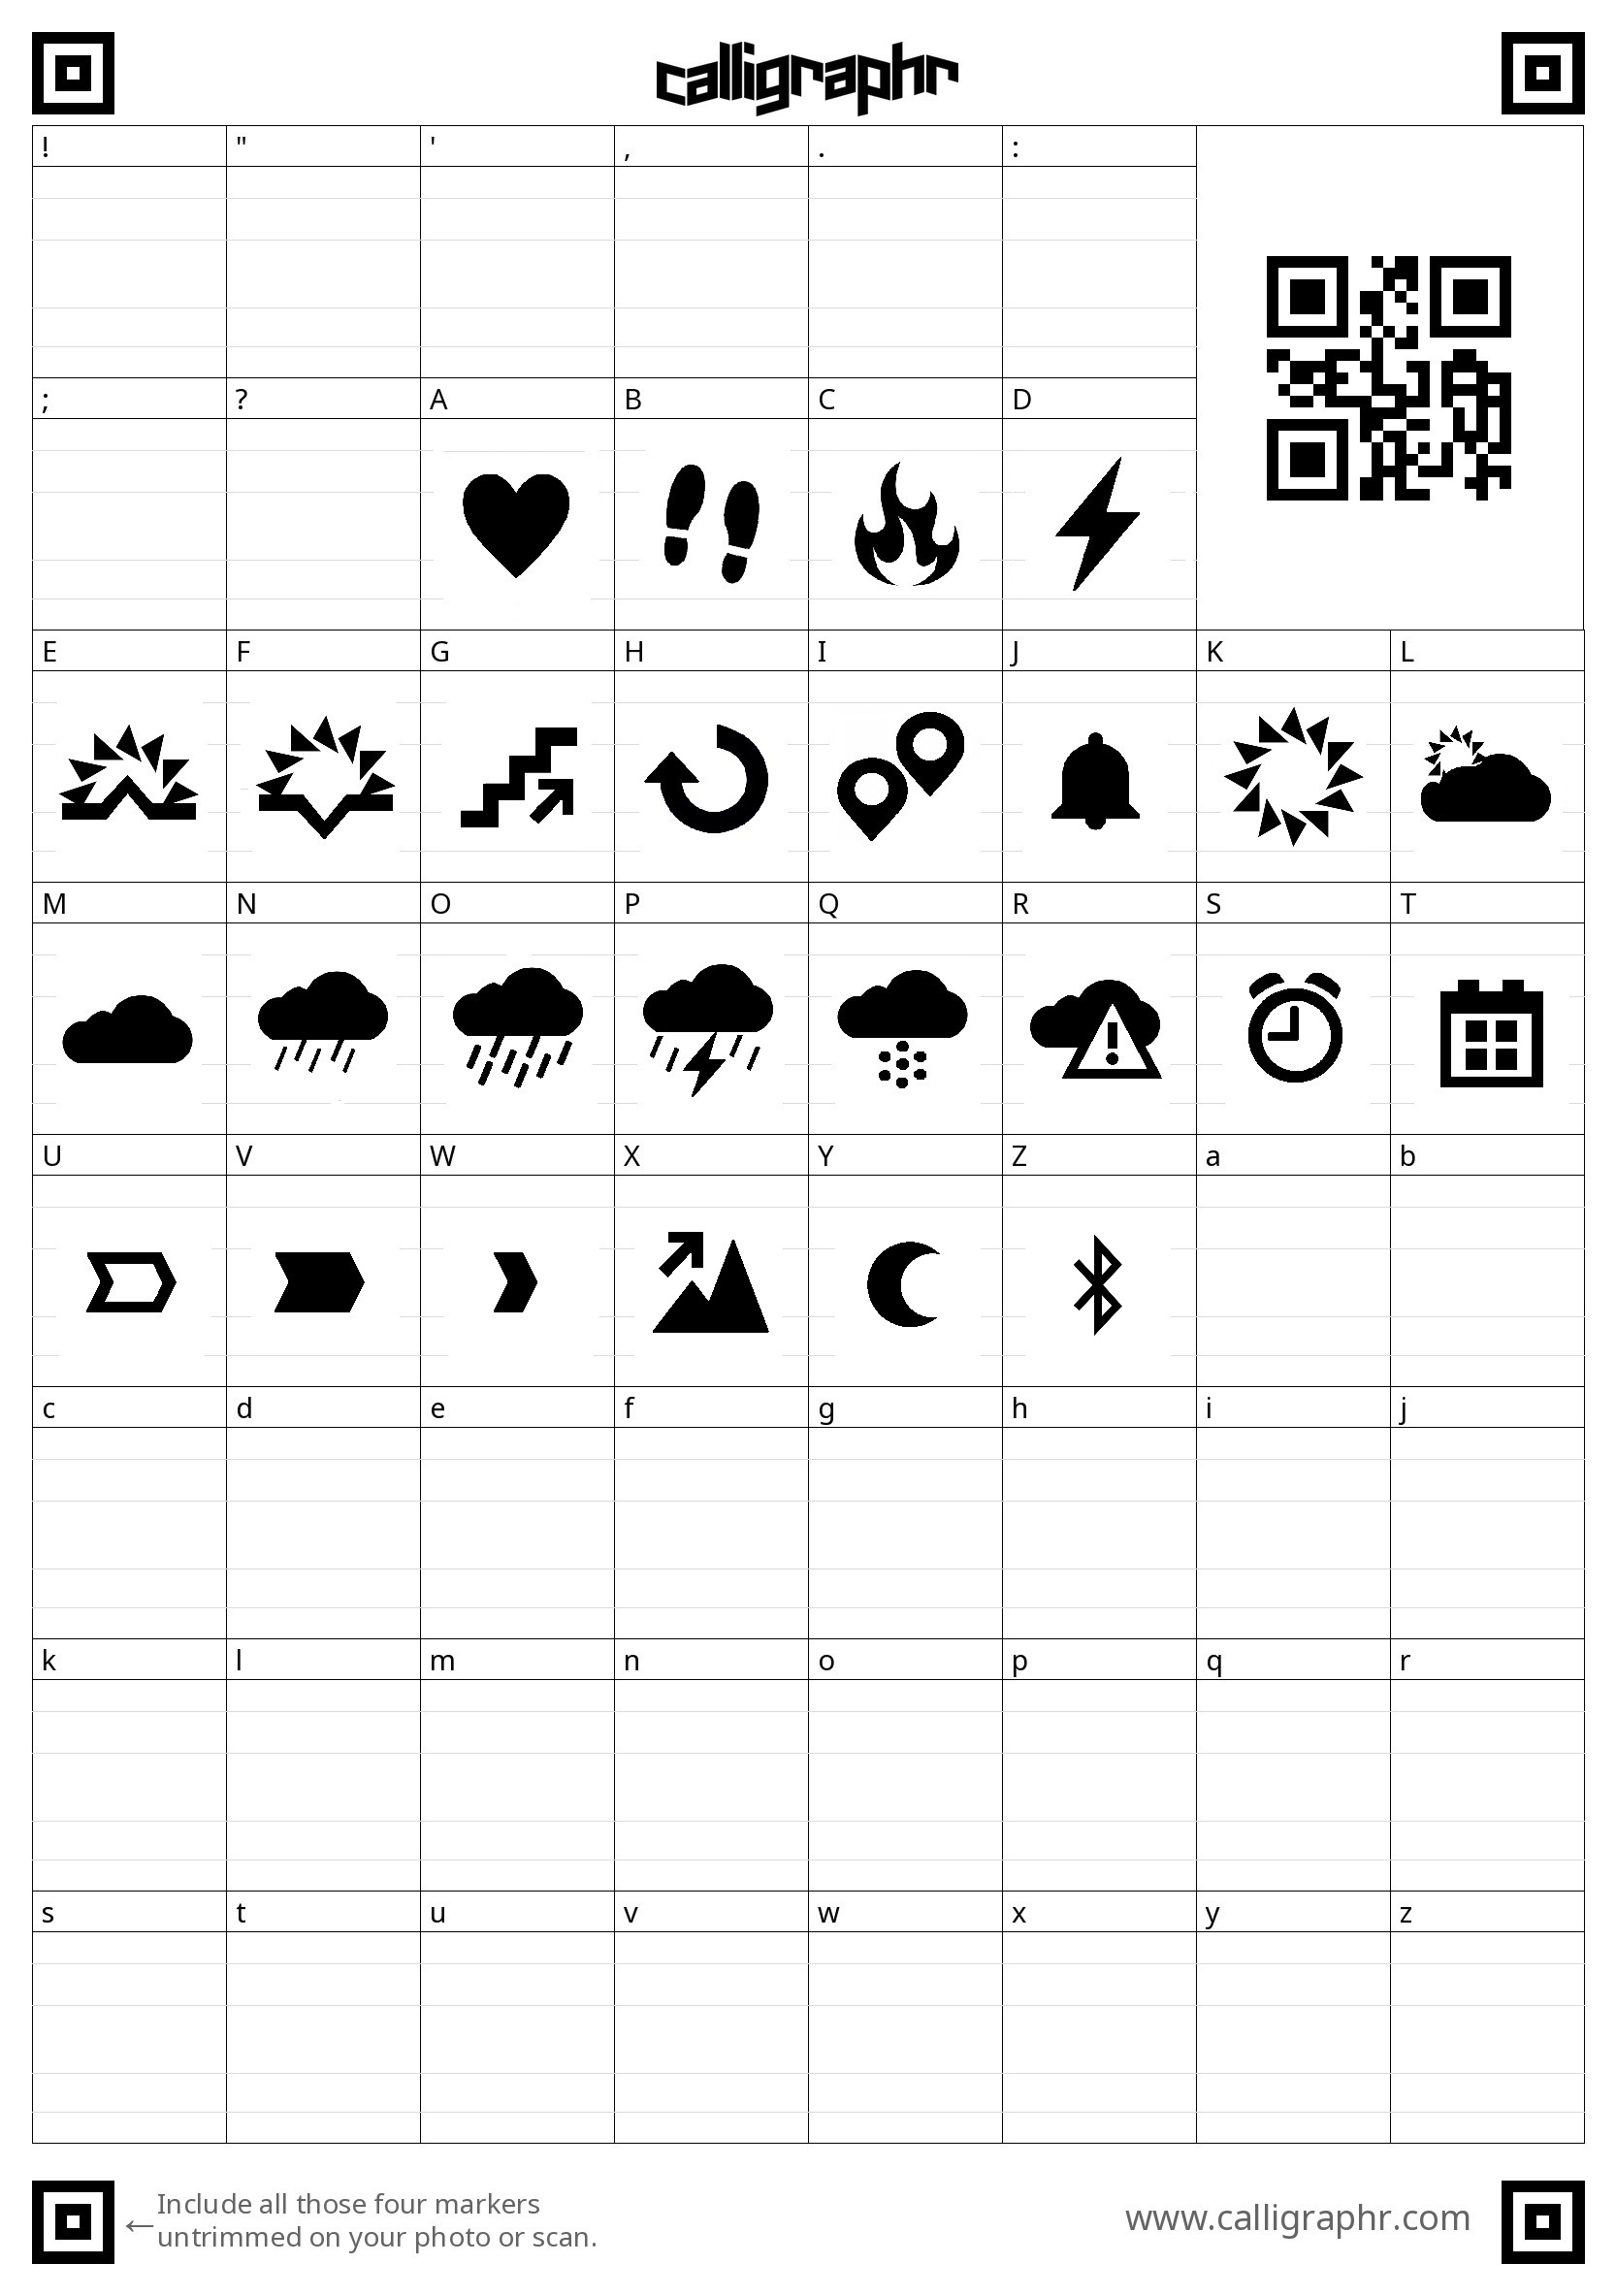 calligraphr
! " ' , . :
; ? A B C D
E F G H I J K L
M N O P Q R S T
U V W X Y Z a b
c d e f g h i j
k l m n o p q r
s t u v w x y z
←Include all those four markers
untrimmed on your photo or scan.
www.calligraphr.com